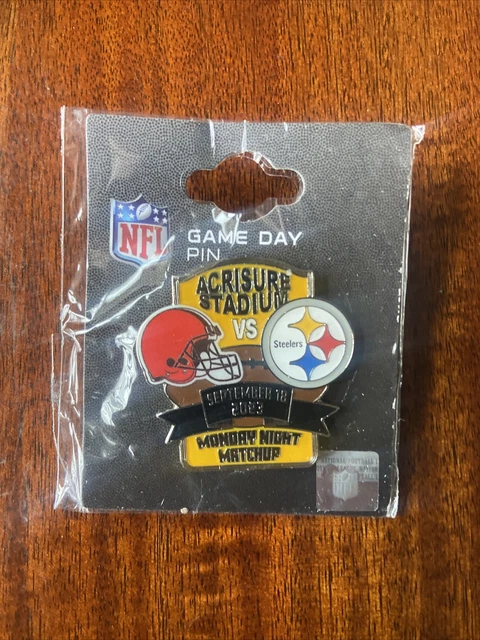 NFL
GAME DAY
PIN
ACRISURE
STADIUM
VS
Steelers
SEPTEMBER 18
2023
MONDAY NIGHT
MATCHUP